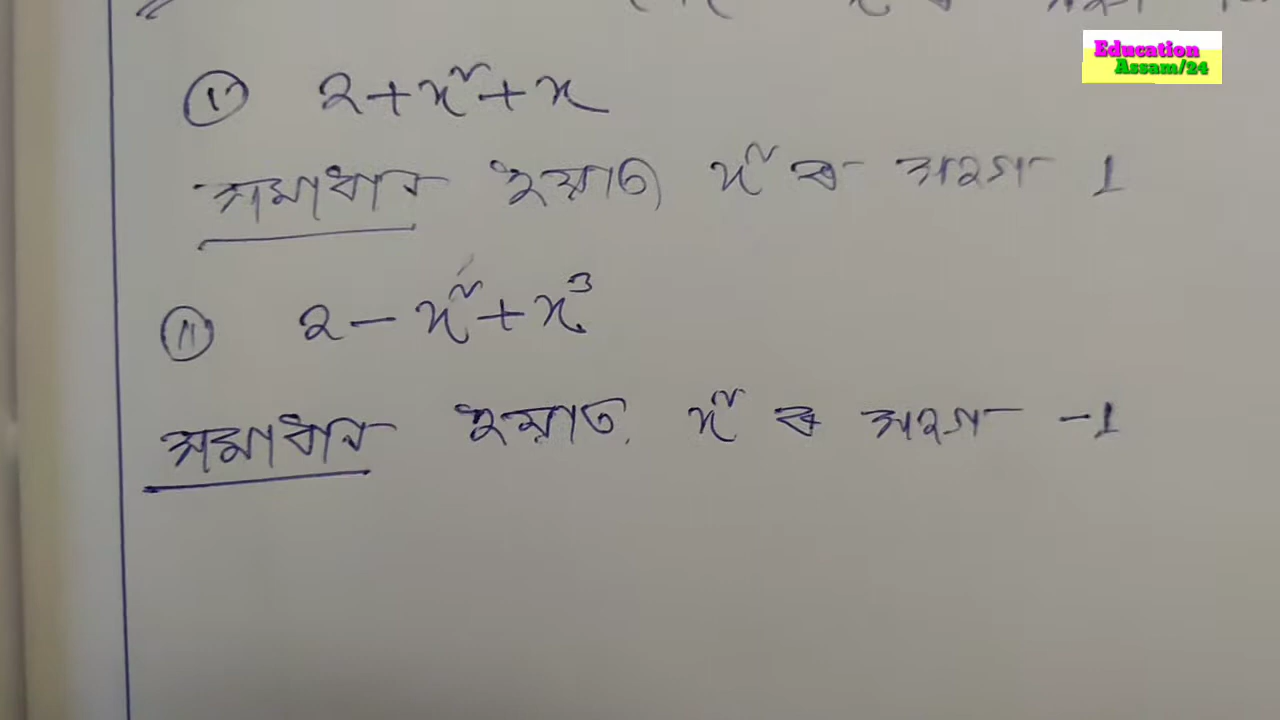 Education
Assam/24
(i) 2+x²+x
সমাধান ইয়াত x² ৰ সহগ 1
(ii) 2-x²+x³
সমাধান ইয়াত, x² ৰ সহগ -1